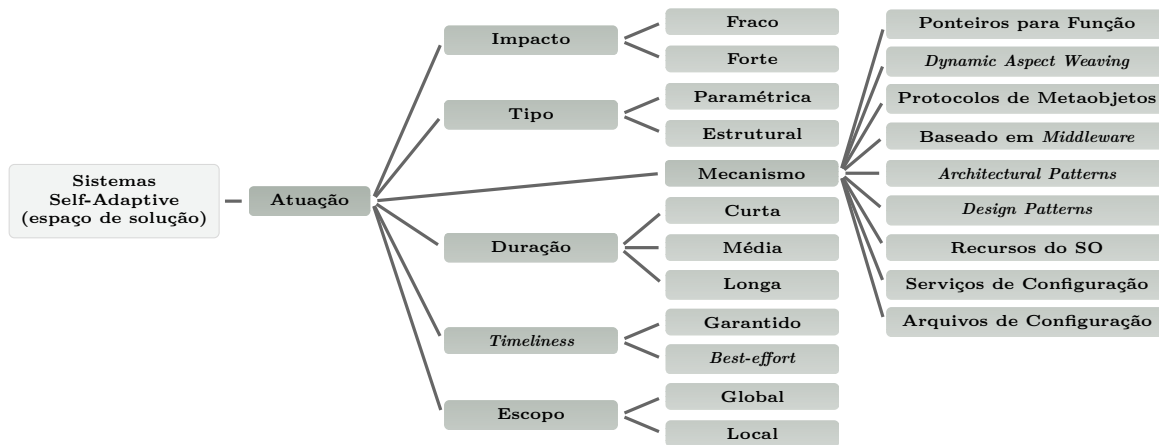 Sistemas
Self-Adaptive
(espaço de solução)
Atuação
Impacto
Fraco
Forte
Tipo
Paramétrica
Estrutural
Mecanismo
Ponteiros para Função
Dynamic Aspect Weaving
Protocolos de Metaobjetos
Baseado em Middleware
Architectural Patterns
Design Patterns
Recursos do SO
Serviços de Configuração
Arquivos de Configuração
Duração
Curta
Média
Longa
Timeliness
Garantido
Best-effort
Escopo
Global
Local